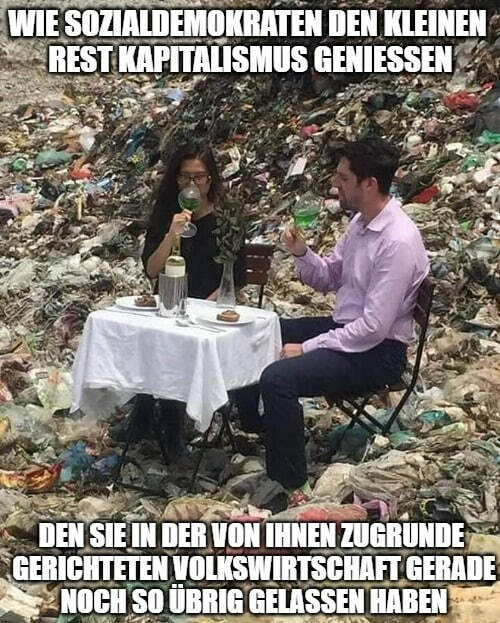 WIE SOZIALDEMOKRATEN DEN KLEINEN
REST KAPITALISMUS GENIESSEN
DEN SIE IN DER VON IHNEN ZUGRUNDE
GERICHTETEN VOLKSWIRTSCHAFT GERADE
NOCH SO ÜBRIG GELASSEN HABEN